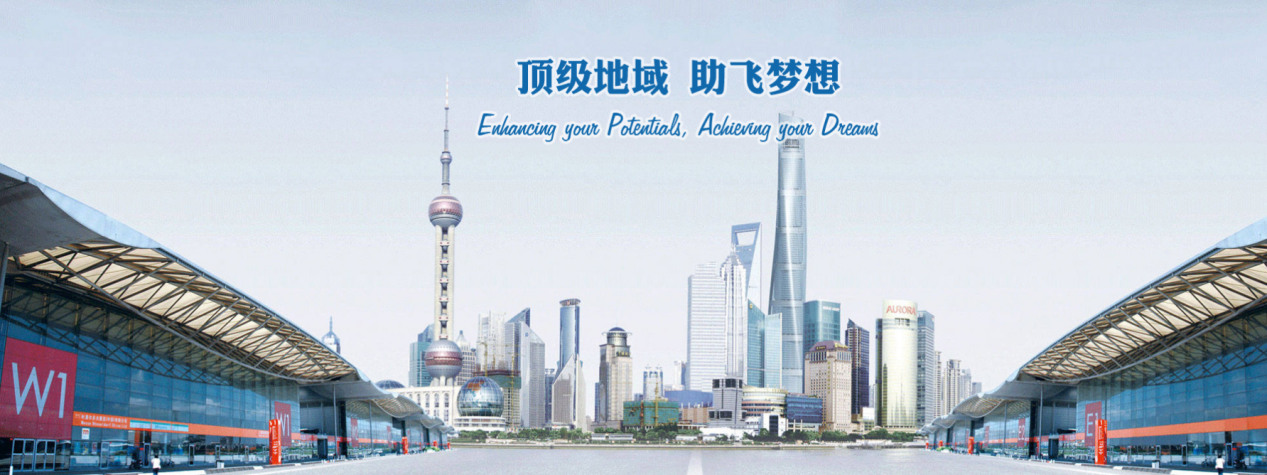 顶级地域 助飞梦想
Enhancing your Potentials, Achieving your Dreams
AURORA
W1
W1
E1